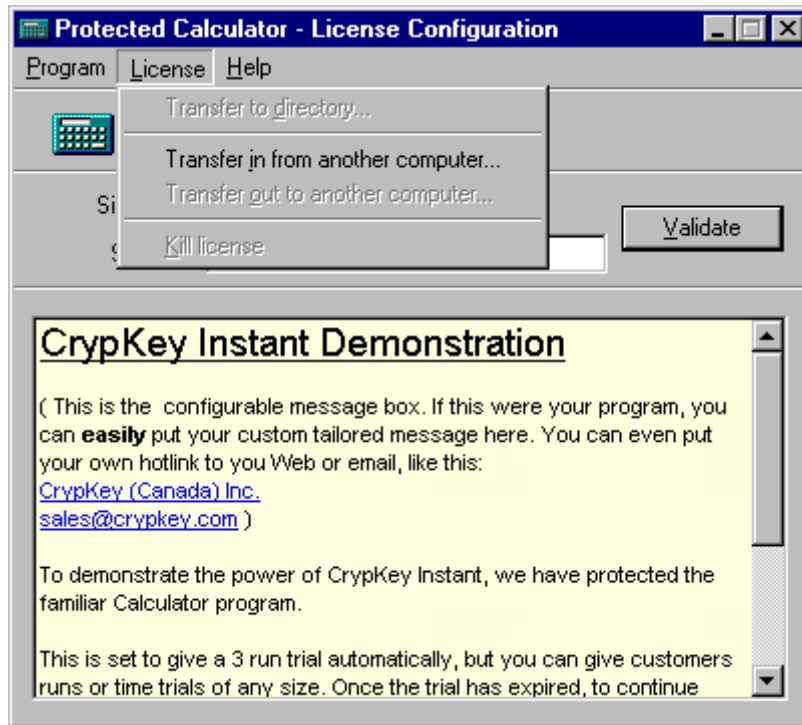 Protected Calculator - License Configuration
Program License Help
Transfer to directory...
Transfer in from another computer...
Transfer out to another computer...
Kill license
Si
Validate
CrypKey Instant Demonstration
( This is the configurable message box. If this were your program, you
can easily put your custom tailored message here. You can even put
your own hotlink to you Web or email, like this:
CrypKey (Canada) Inc.
sales@crypkey.com )
To demonstrate the power of CrypKey Instant, we have protected the
familiar Calculator program.
This is set to give a 3 run trial automatically, but you can give customers
runs or time trials of any size. Once the trial has expired, to continue